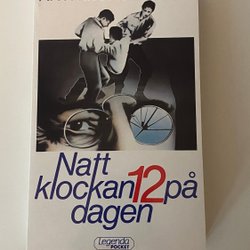 Natt
klockan 12 på
dagen
Legenda
POCKET